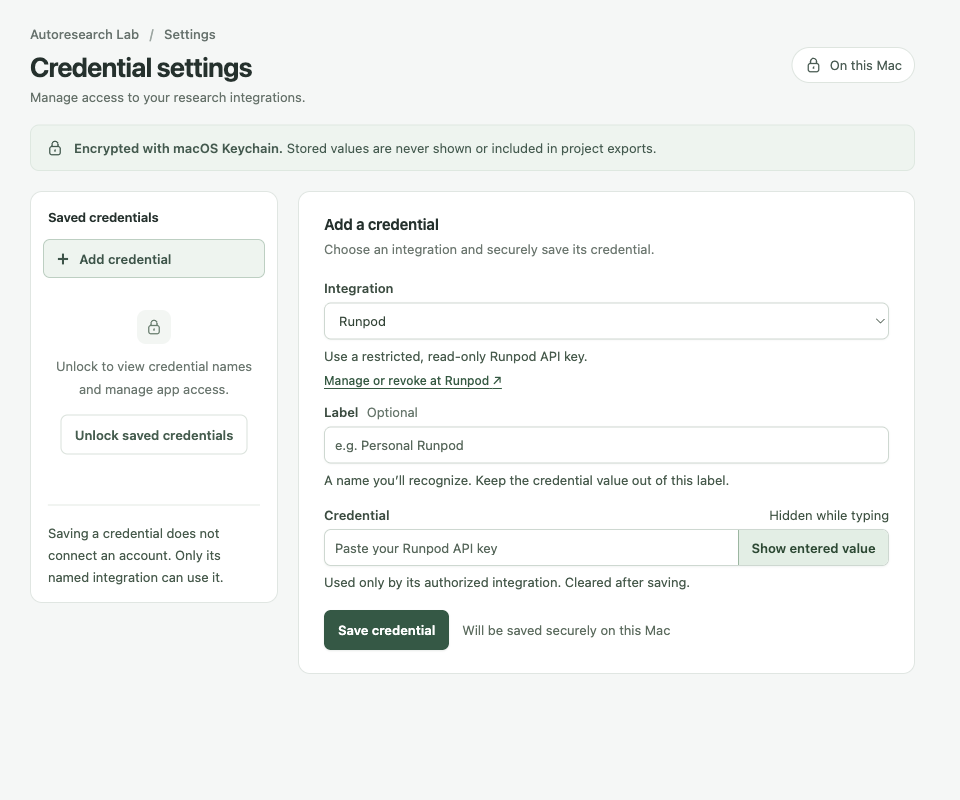 Autoresearch Lab / Settings
Credential settings
Manage access to your research integrations.
On this Mac
Encrypted with macOS Keychain. Stored values are never shown or included in project exports.
Saved credentials
+ Add credential
Unlock to view credential names
and manage app access.
Unlock saved credentials
Saving a credential does not
connect an account. Only its
named integration can use it.
Add a credential
Choose an integration and securely save its credential.
Integration
Runpod
Use a restricted, read-only Runpod API key.
Manage or revoke at Runpod ↗
Label Optional
e.g. Personal Runpod
A name you’ll recognize. Keep the credential value out of this label.
Credential Hidden while typing
Paste your Runpod API key Show entered value
Used only by its authorized integration. Cleared after saving.
Save credential Will be saved securely on this Mac